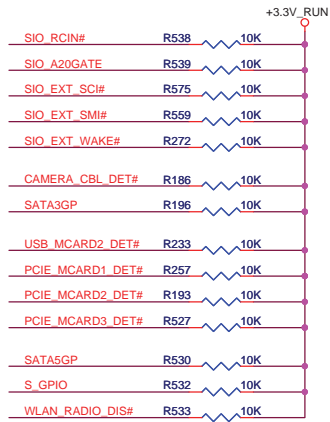 +3.3V_RUN
SIO_RCIN# R538 10K
SIO_A20GATE R539 10K
SIO_EXT_SCI# R575 10K
SIO_EXT_SMI# R559 10K
SIO_EXT_WAKE# R272 10K
CAMERA_CBL_DET# R186 10K
SATA3GP R196 10K
USB_MCARD2_DET# R233 10K
PCIE_MCARD1_DET# R257 10K
PCIE_MCARD2_DET# R193 10K
PCIE_MCARD3_DET# R527 10K
SATA5GP R530 10K
S_GPIO R532 10K
WLAN_RADIO_DIS# R533 10K